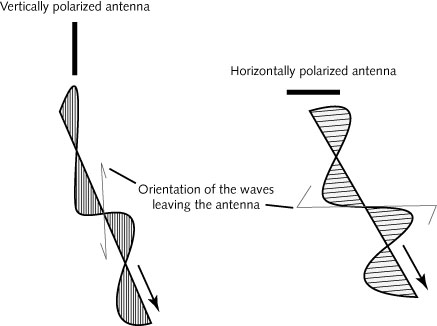 Vertically polarized antenna
Horizontally polarized antenna
Orientation of the waves
leaving the antenna